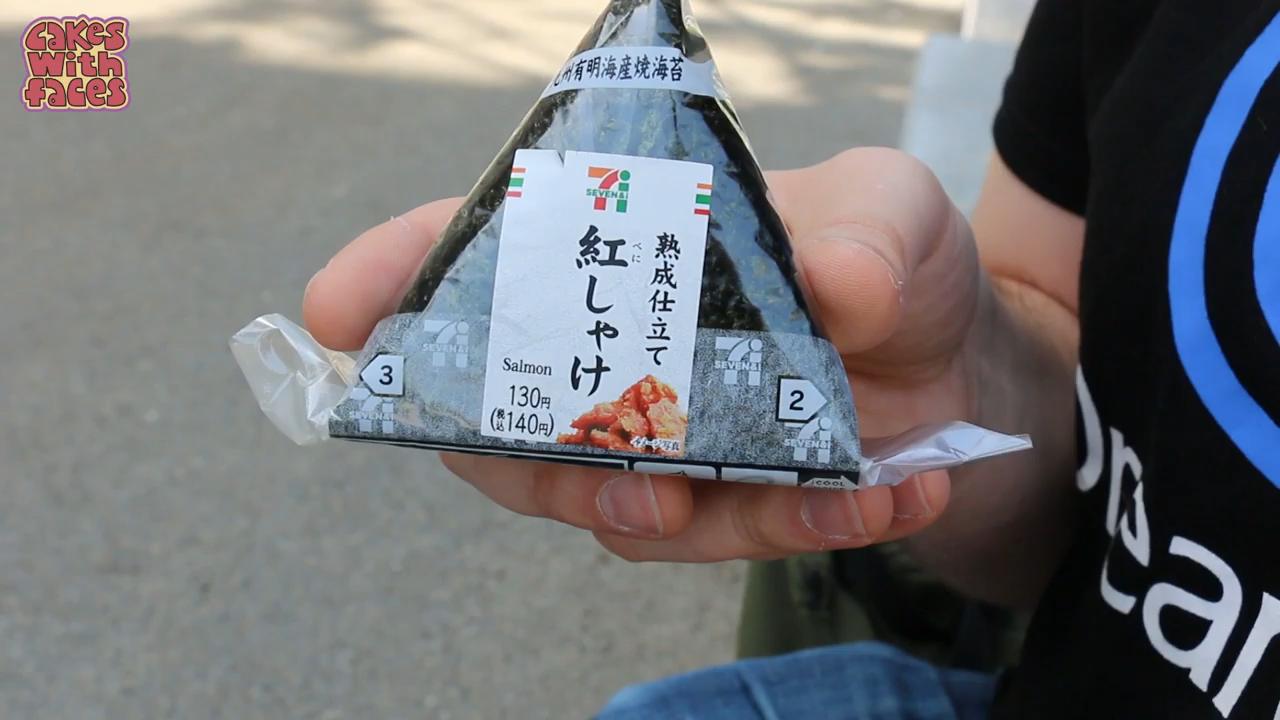 Cakes
With
faces
州有明海産焼海苔
SEVEN&i
熟成仕立て
紅しゃけ
べに
Salmon
130円
(税込140円)
イメージ写真
SEVEN&i
SEVEN&i
SEVEN&i
3
2
COOL